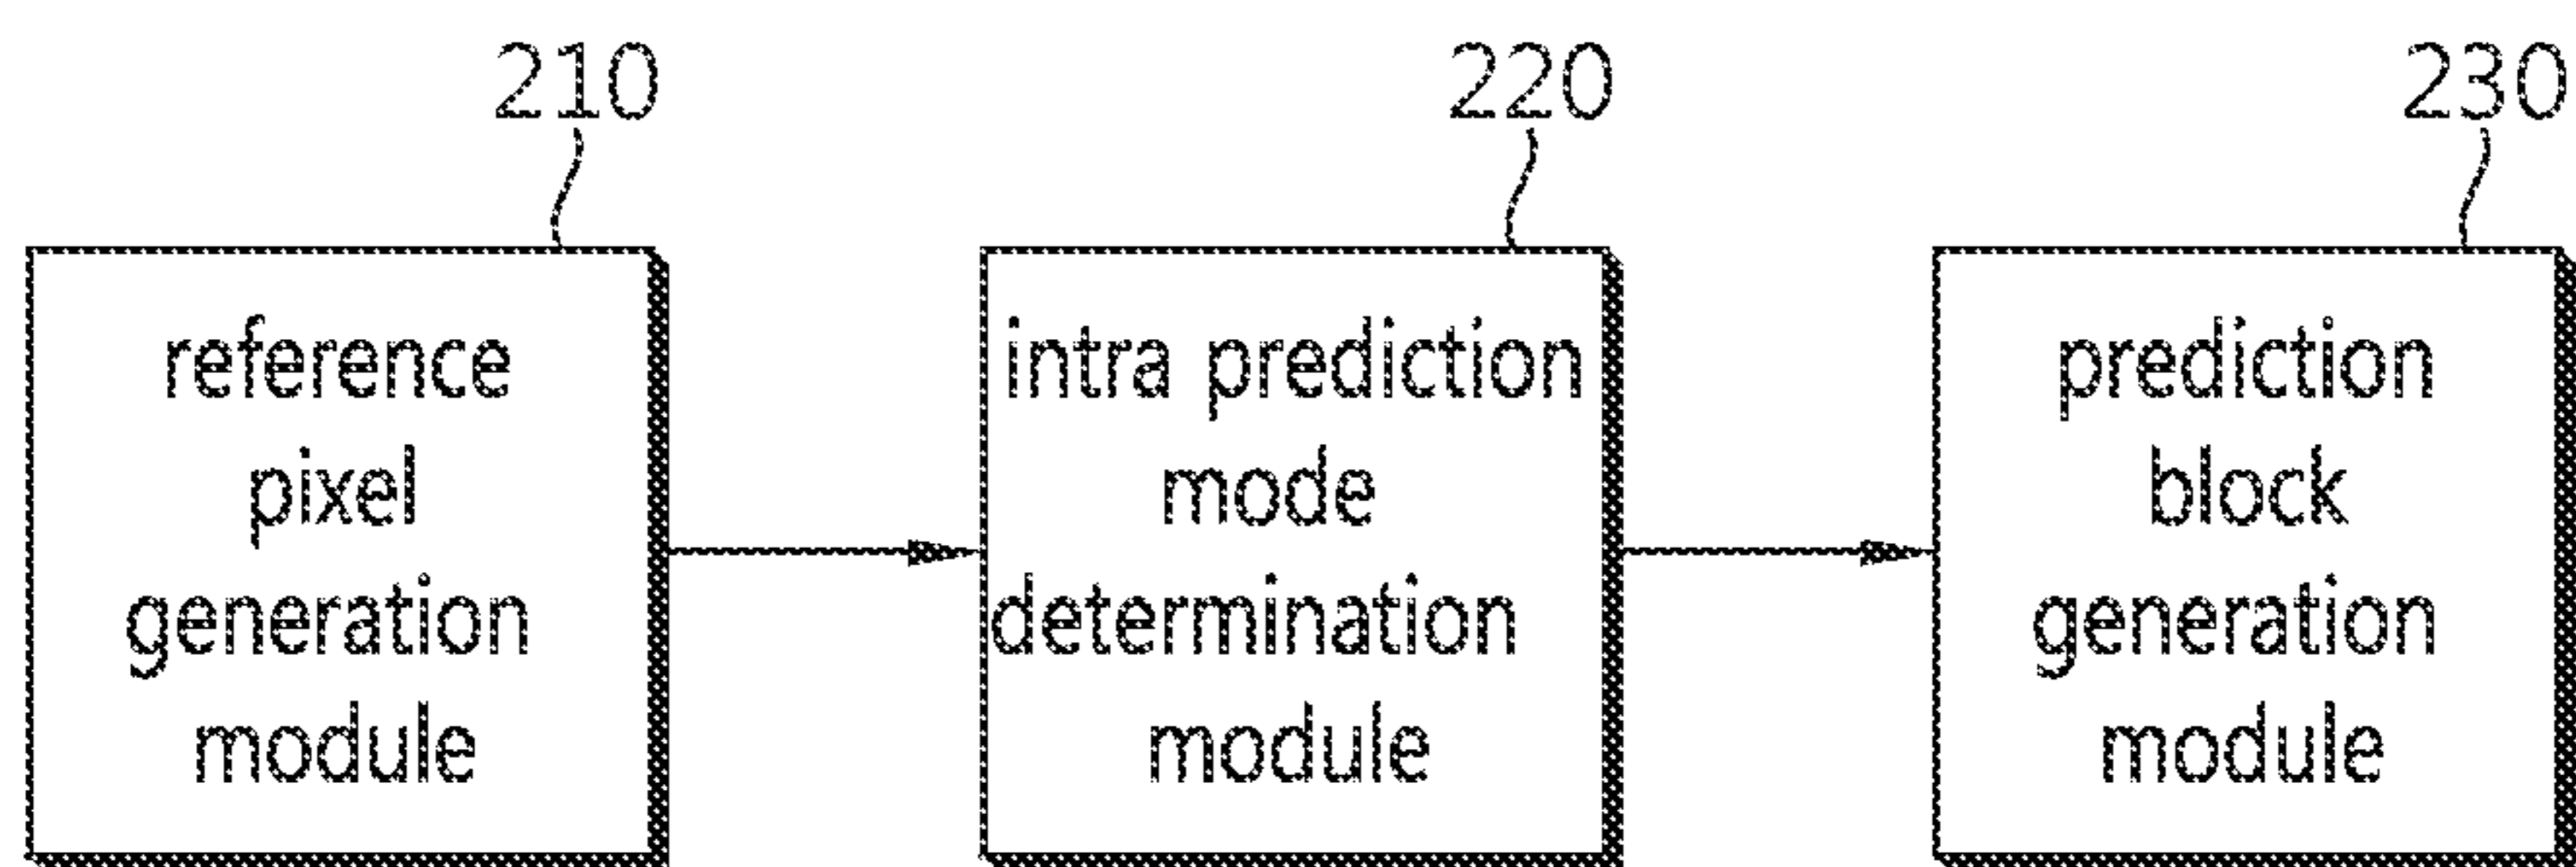 210
220
230
reference
pixel
generation
module
intra prediction
mode
determination
module
prediction
block
generation
module